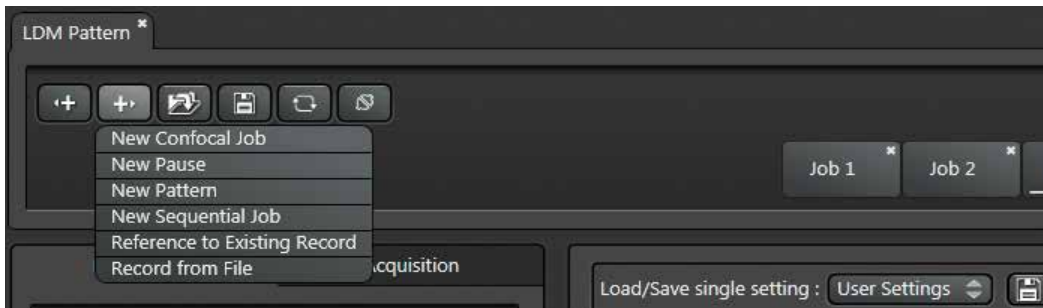 LDM Pattern
New Confocal Job
New Pause
New Pattern
Job 1 Job 2
New Sequential Job
Reference to Existing Record
Record from File
Load/Save single setting : User Settings